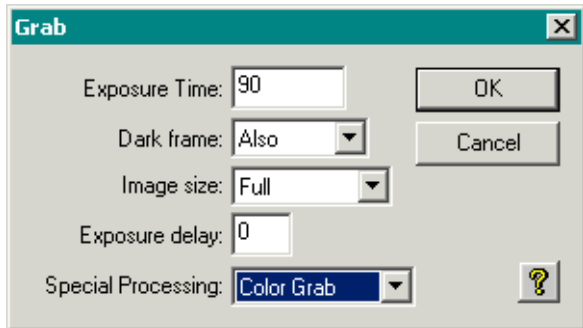 Grab
Exposure Time: 90
OK
Dark frame: Also
Cancel
Image size: Full
Exposure delay: 0
Special Processing: Color Grab
?